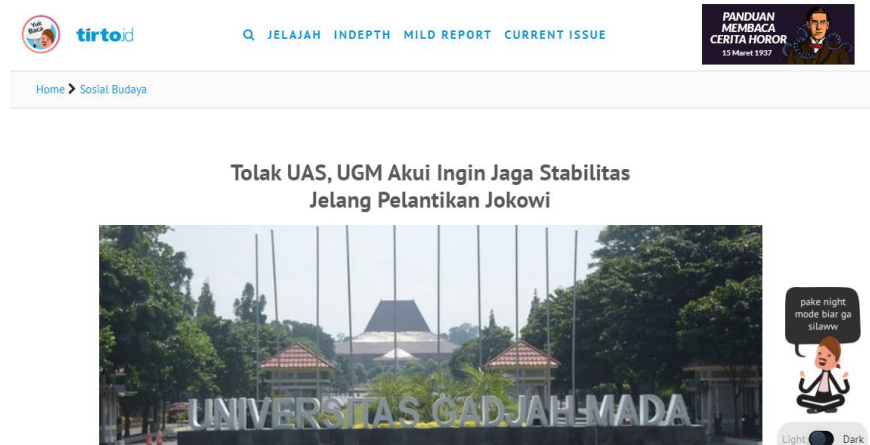 Yuk
Baca
tirto.id
JELAJAH INDEPTH MILD REPORT CURRENT ISSUE
PANDUAN
MEMBACA
CERITA HOROR
15 Maret 1937
Home Sosial Budaya
Tolak UAS, UGM Akui Ingin Jaga Stabilitas
Jelang Pelantikan Jokowi
UNIVERSITAS GADJAH MADA
pake night
mode biar ga
silaww
Light Dark